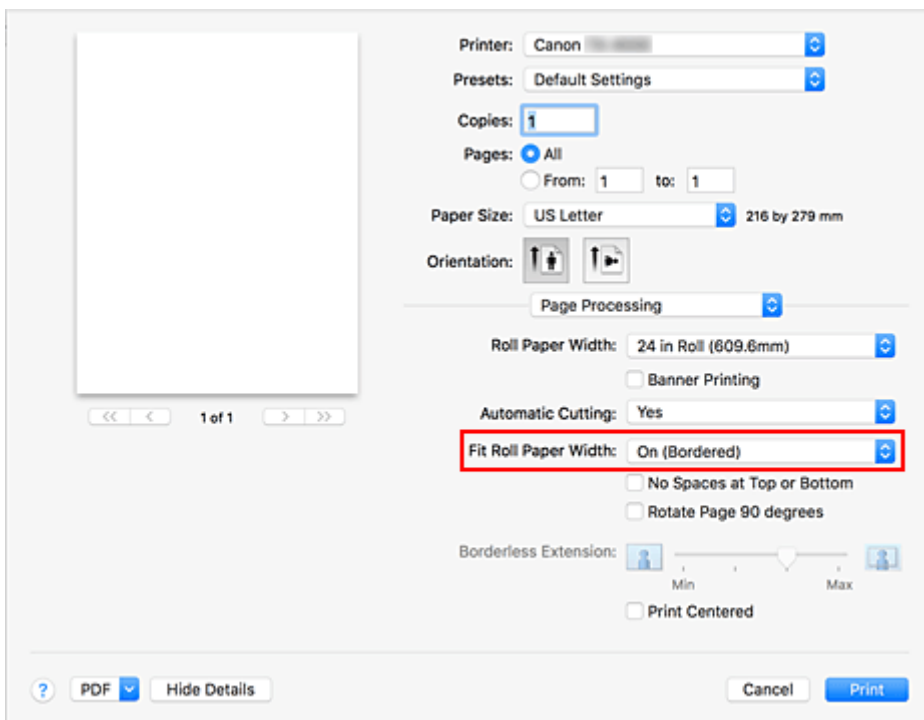 Printer: Canon
Presets: Default Settings
Copies: 1
Pages: All
From: 1 to: 1
Paper Size: US Letter 216 by 279 mm
Orientation:
Page Processing
Roll Paper Width: 24 in Roll (609.6mm)
Banner Printing
<< < 1 of 1 > >>
Automatic Cutting: Yes
Fit Roll Paper Width: On (Bordered)
No Spaces at Top or Bottom
Rotate Page 90 degrees
Borderless Extension:
Min Max
Print Centered
? PDF Hide Details Cancel Print